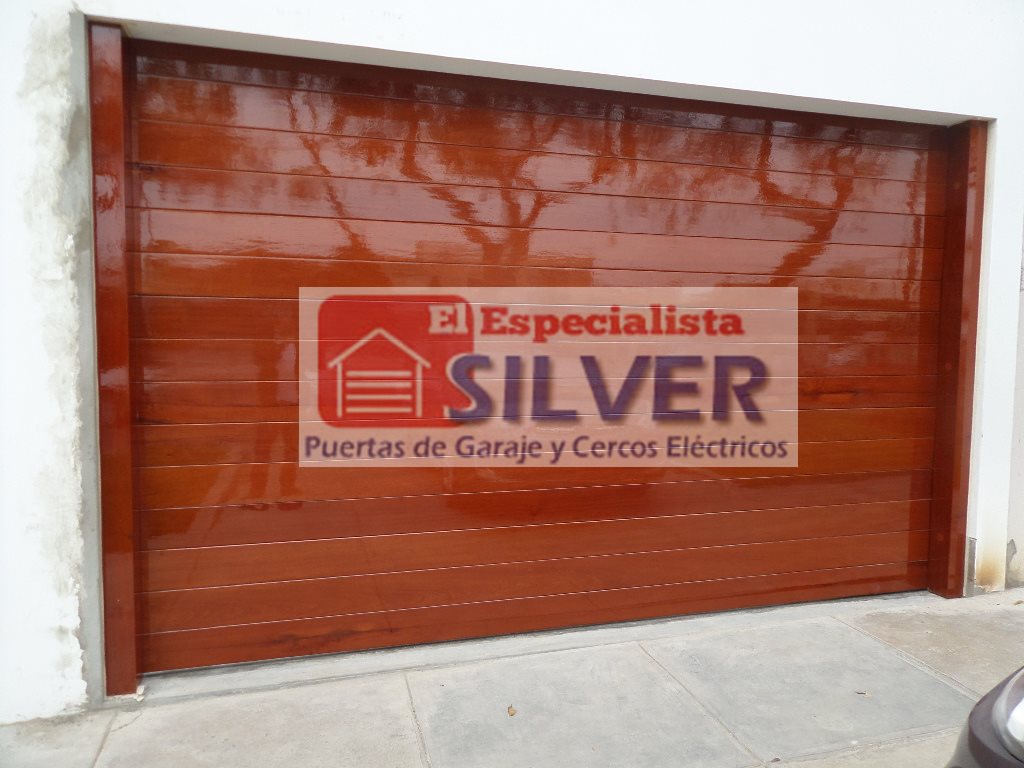 El Especialista
SILVER
Puertas de Garaje y Cercos Eléctricos